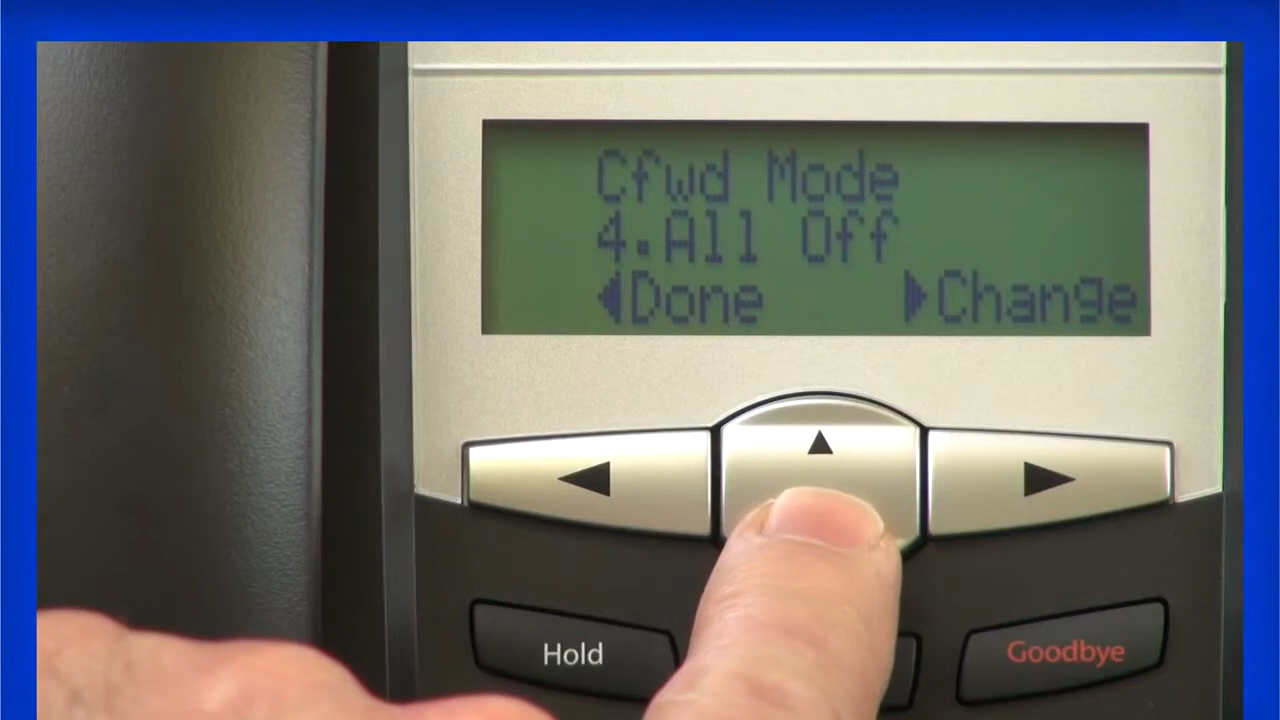 Cfwd Mode
4.All Off
◀Done ▶Change
◀ ▲ ▶
Hold
Goodbye